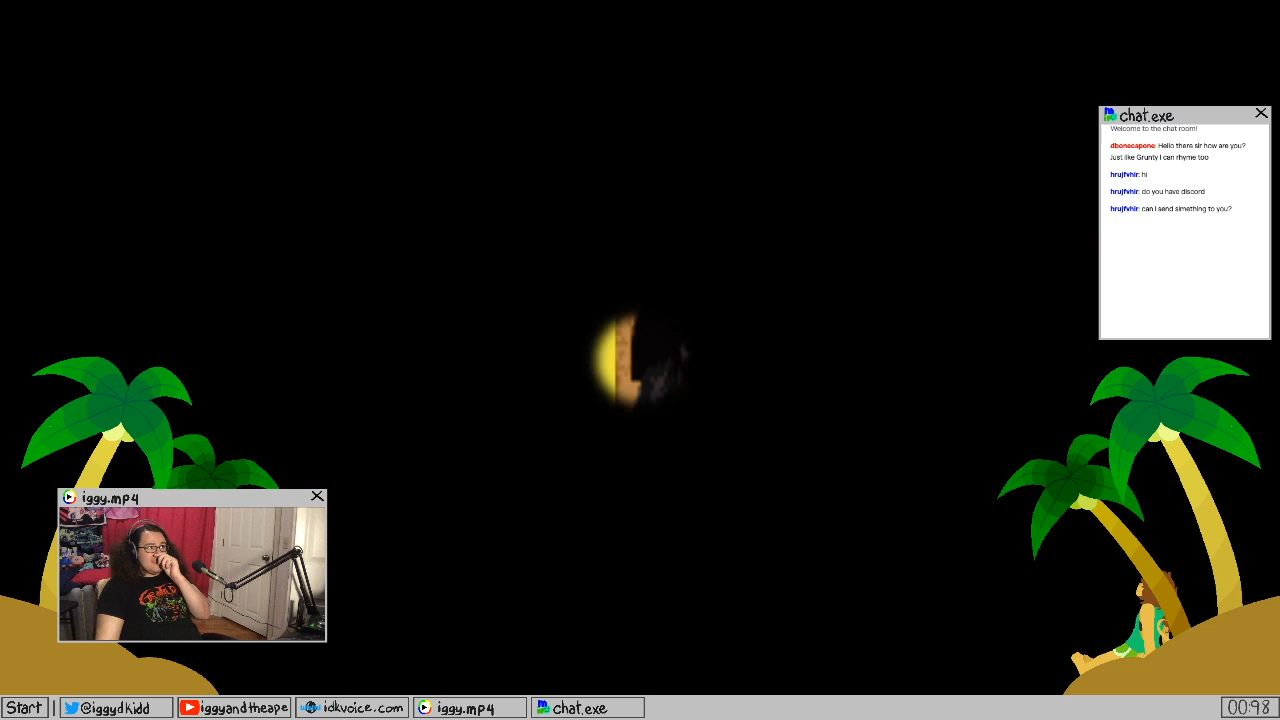 chat.exe
Welcome to the chat room!
dbonecapone: Hello there sir how are you?
Just like Grunty I can rhyme too
hrujfvhir: hi
hrujfvhir: do you have discord
hrujfvhir: can i send simething to you?
iggy.mp4
Start
@iggydkidd
iggyandtheape
idkvoice.com
iggy.mp4
chat.exe
00:98